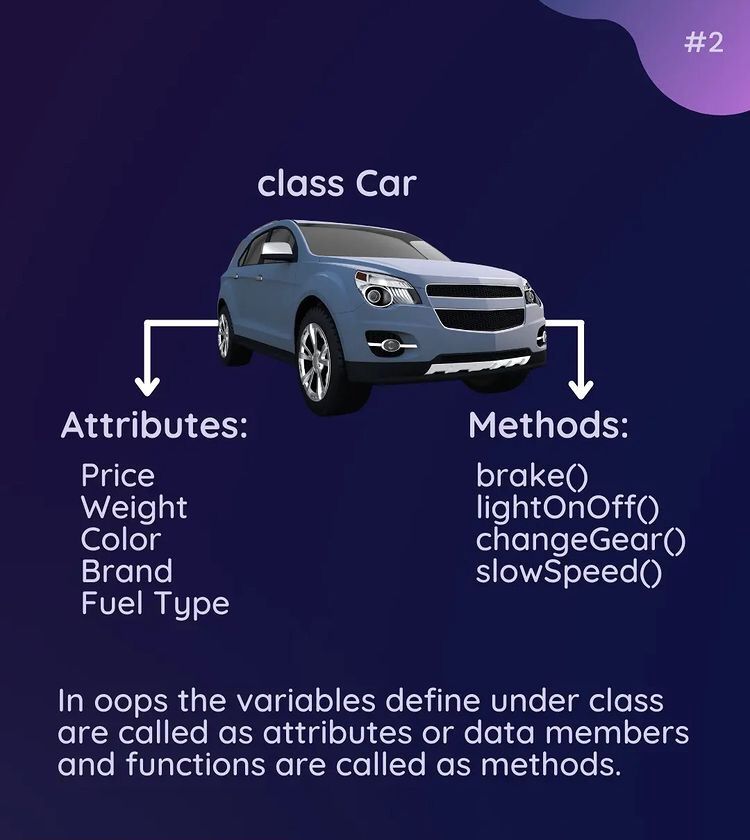 #2
class Car
Attributes:
Price
Weight
Color
Brand
Fuel Type
Methods:
brake()
lightOnOff()
changeGear()
slowSpeed()
In oops the variables define under class
are called as attributes or data members
and functions are called as methods.